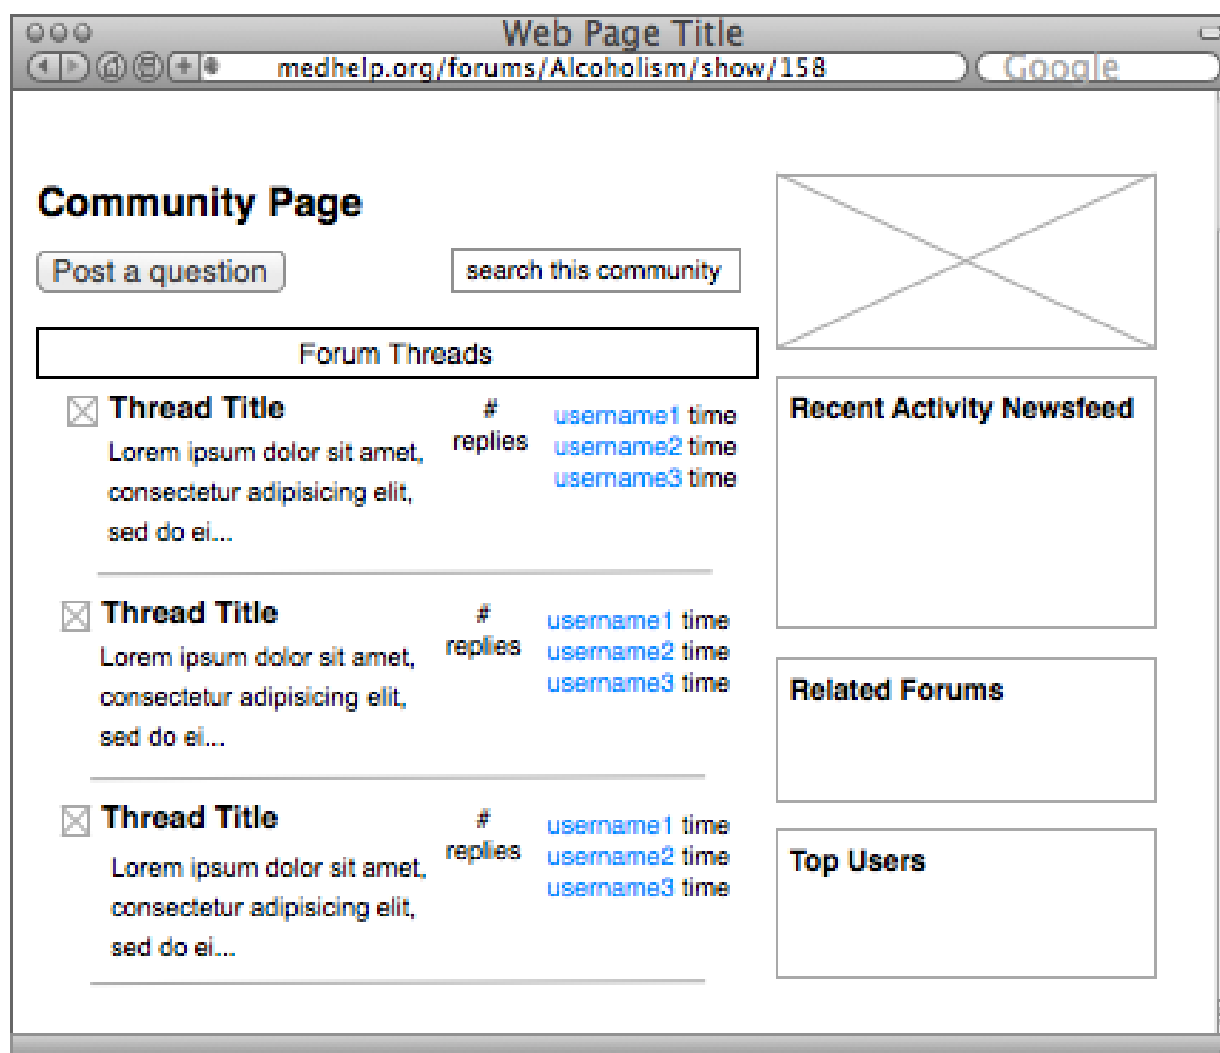 Web Page Title
medhelp.org/forums/Alcoholism/show/158
Google
Community Page
Post a question
search this community
Forum Threads
Thread Title
Lorem ipsum dolor sit amet,
consectetur adipisicing elit,
sed do ei...
#
replies
username1 time
username2 time
username3 time
Thread Title
Lorem ipsum dolor sit amet,
consectetur adipisicing elit,
sed do ei...
#
replies
username1 time
username2 time
username3 time
Thread Title
Lorem ipsum dolor sit amet,
consectetur adipisicing elit,
sed do ei...
#
replies
username1 time
username2 time
username3 time
Recent Activity Newsfeed
Related Forums
Top Users